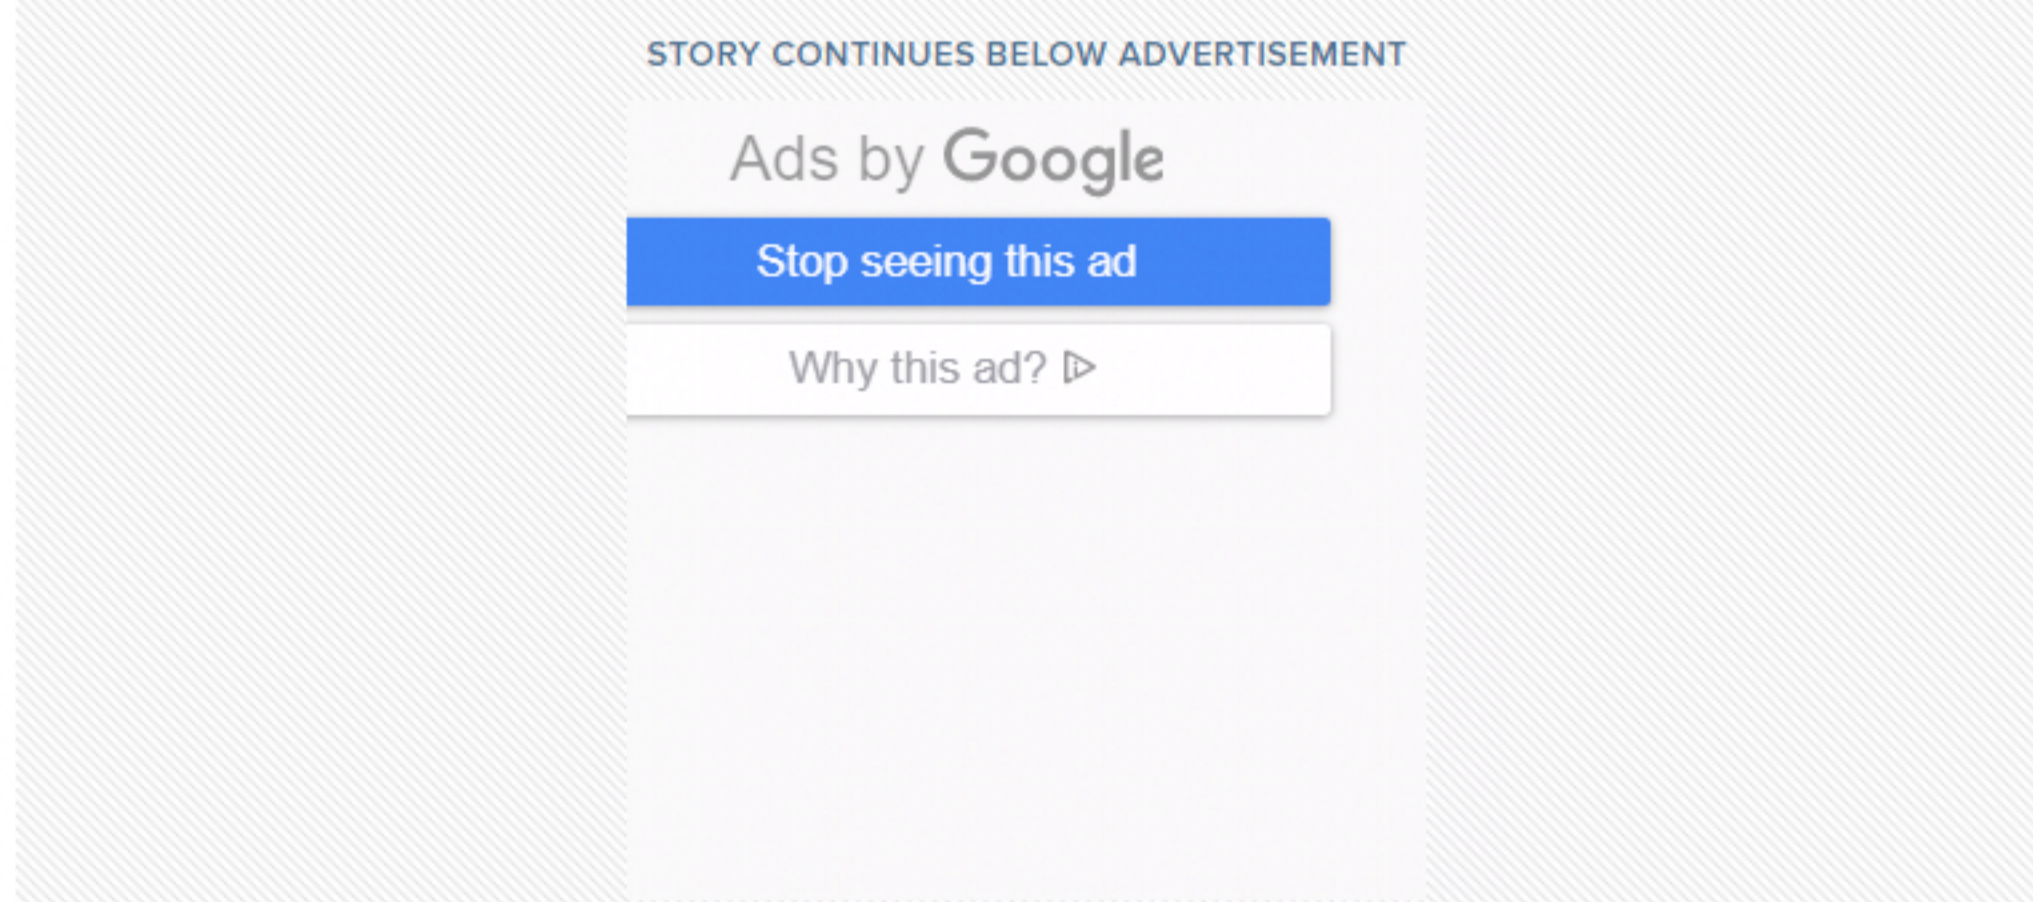 STORY CONTINUES BELOW ADVERTISEMENT
Ads by Google
Stop seeing this ad
Why this ad?